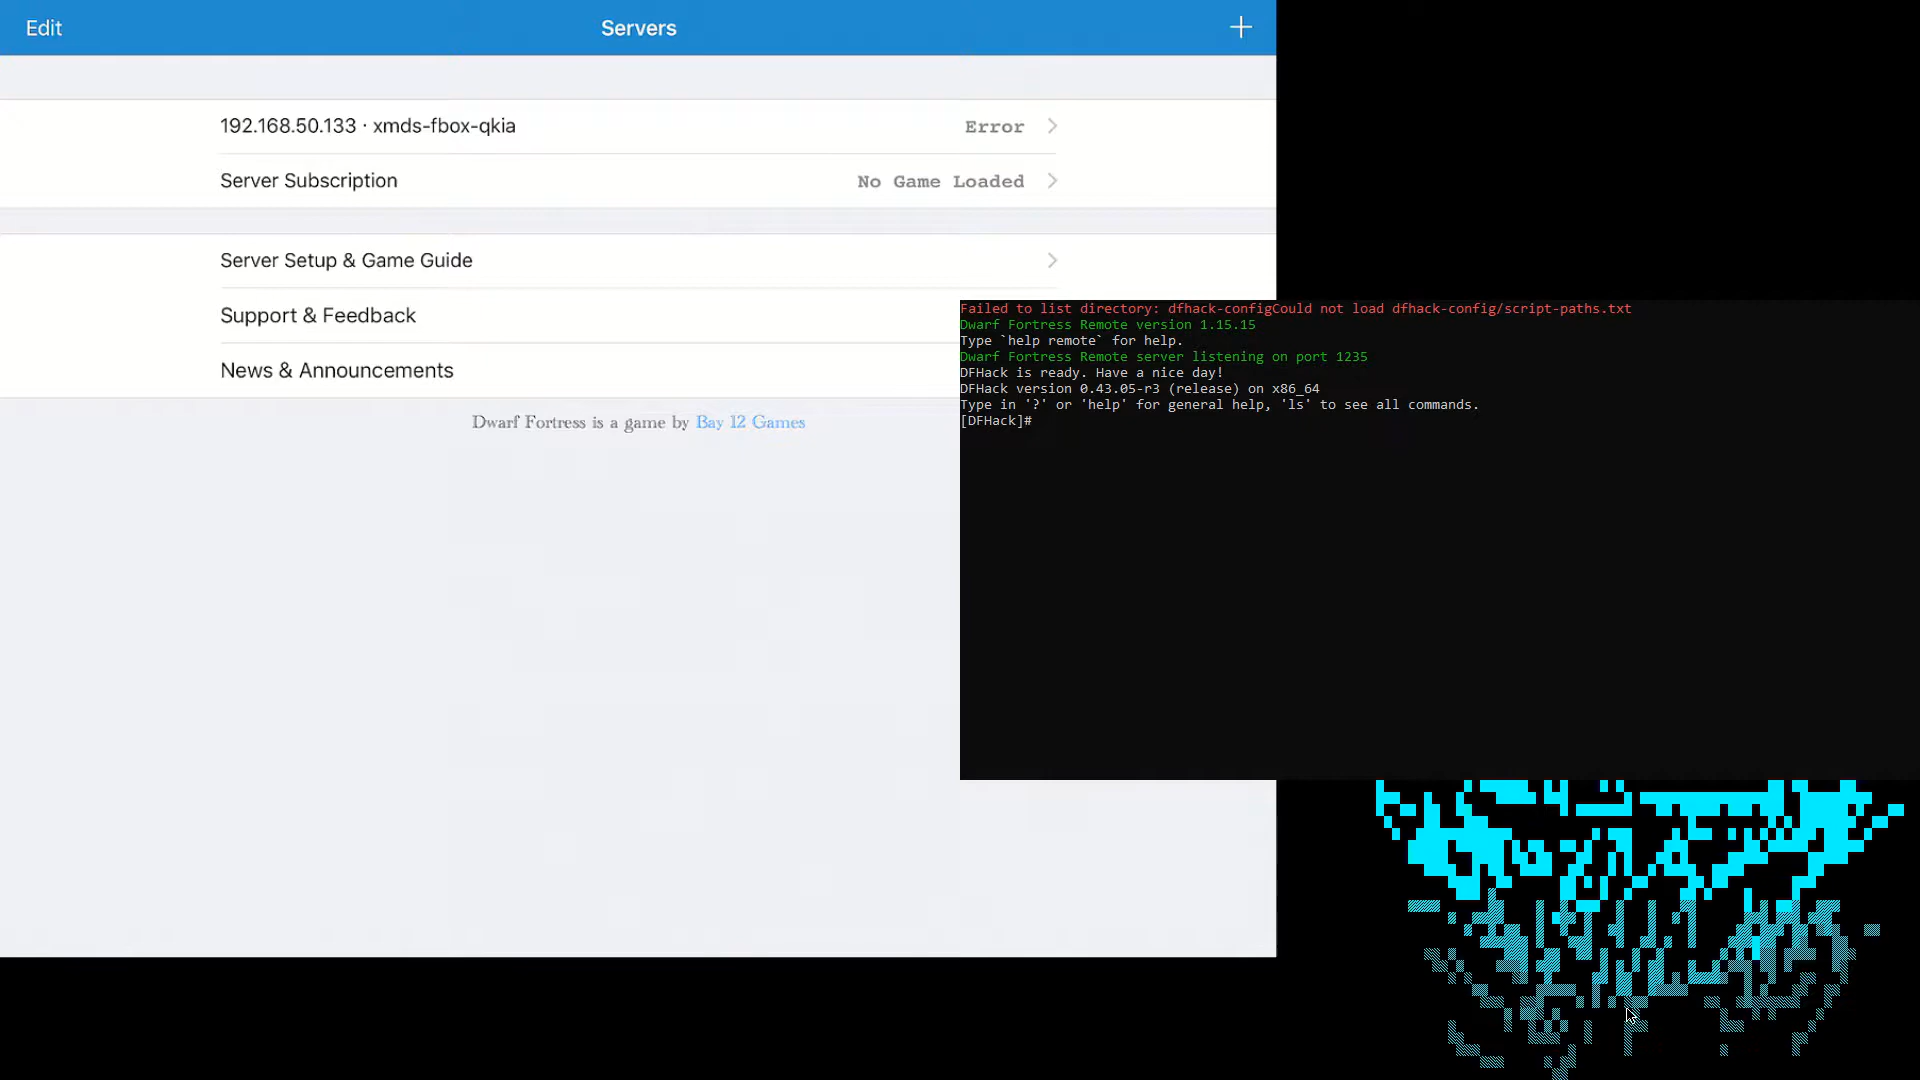 Edit
Servers
192.168.50.133 · xmds-fbox-qkia
Error
Server Subscription
No Game Loaded
Server Setup & Game Guide
Support & Feedback
News & Announcements
Dwarf Fortress is a game by Bay 12 Games
Failed to list directory: dfhack-configCould not load dfhack-config/script-paths.txt
Dwarf Fortress Remote version 1.15.15
Type `help remote` for help.
Dwarf Fortress Remote server listening on port 1235
DFHack is ready. Have a nice day!
DFHack version 0.43.05-r3 (release) on x86_64
Type in '?' or 'help' for general help, 'ls' to see all commands.
[DFHack]#